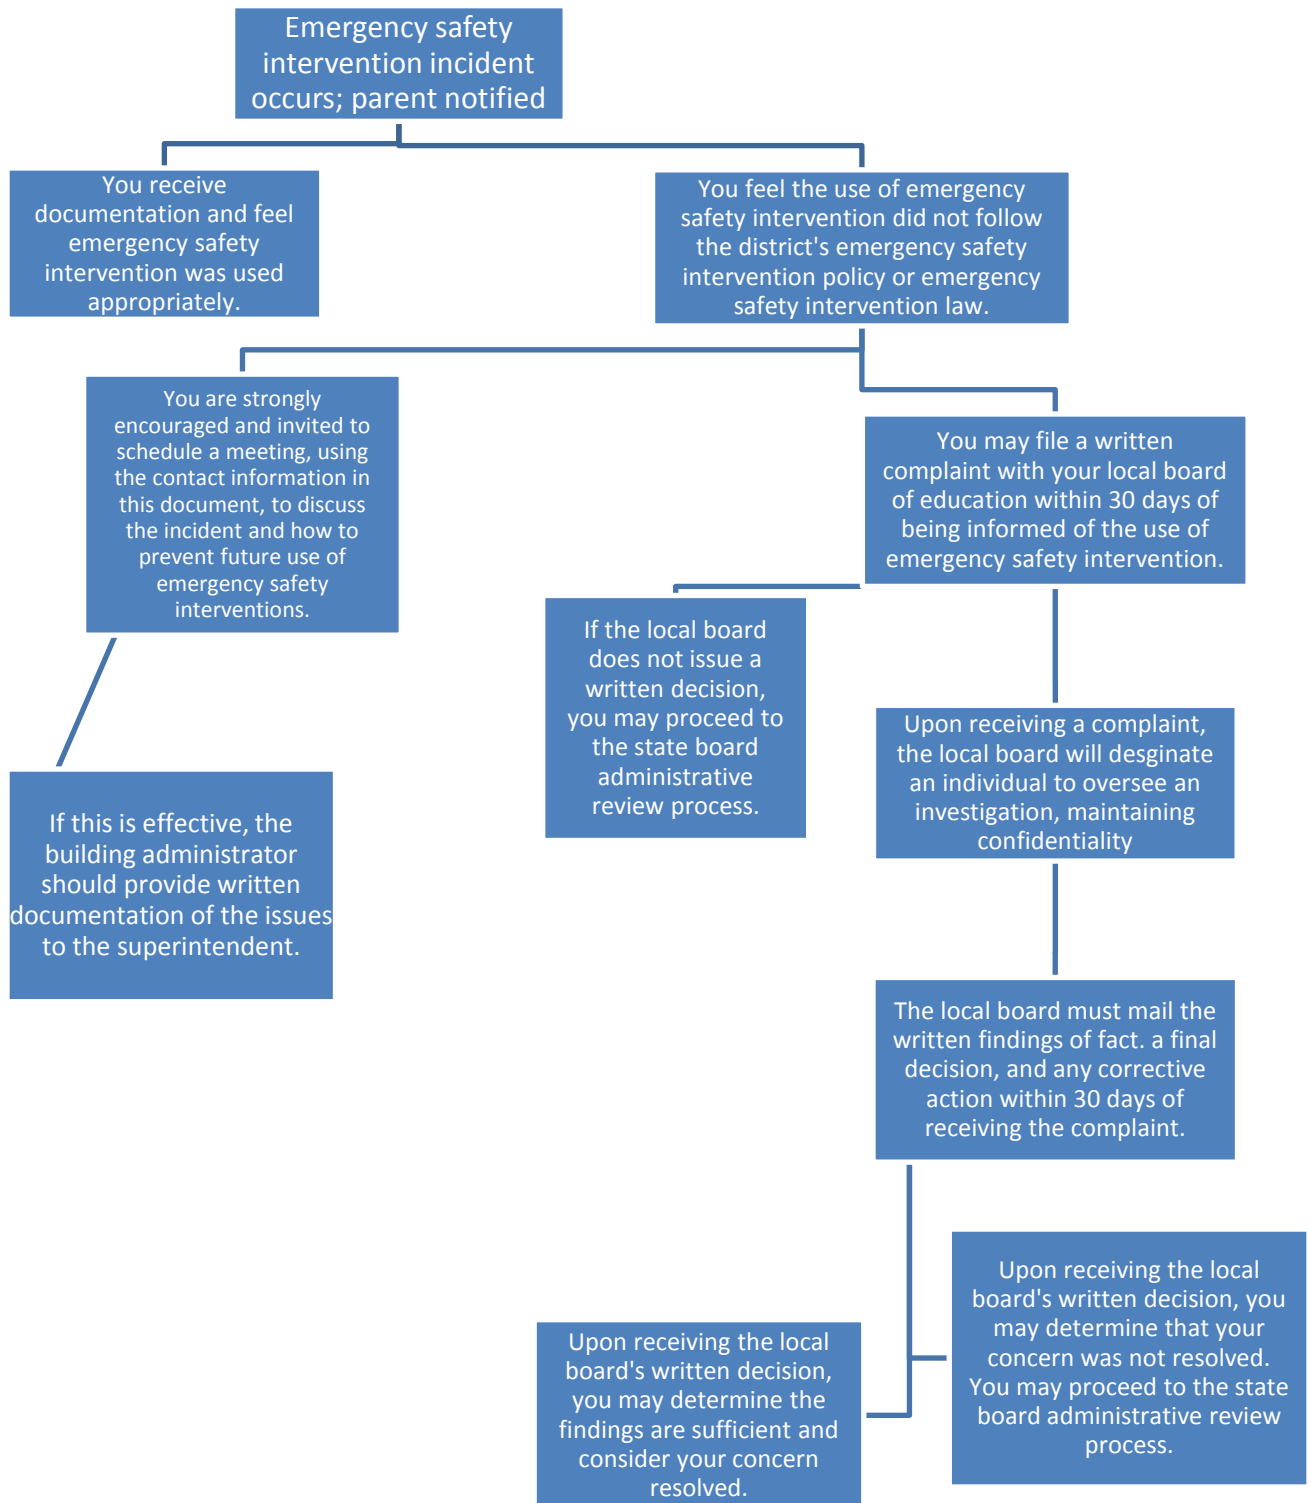 Emergency safety
intervention incident
occurs; parent notified
You receive
documentation and feel
emergency safety
intervention was used
appropriately.
You feel the use of emergency
safety intervention did not follow
the district's emergency safety
intervention policy or emergency
safety intervention law.
You are strongly
encouraged and invited to
schedule a meeting, using
the contact information in
this document, to discuss
the incident and how to
prevent future use of
emergency safety
interventions.
You may file a written
complaint with your local board
of education within 30 days of
being informed of the use of
emergency safety intervention.
If the local board
does not issue a
written decision,
you may proceed to
the state board
administrative
review process.
Upon receiving a complaint,
the local board will desginate
an individual to oversee an
investigation, maintaining
confidentiality
If this is effective, the
building administrator
should provide written
documentation of the issues
to the superintendent.
The local board must mail the
written findings of fact. a final
decision, and any corrective
action within 30 days of
receiving the complaint.
Upon receiving the local
board's written decision, you
may determine that your
concern was not resolved.
You may proceed to the state
board administrative review
process.
Upon receiving the local
board's written decision,
you may determine the
findings are sufficient and
consider your concern
resolved.